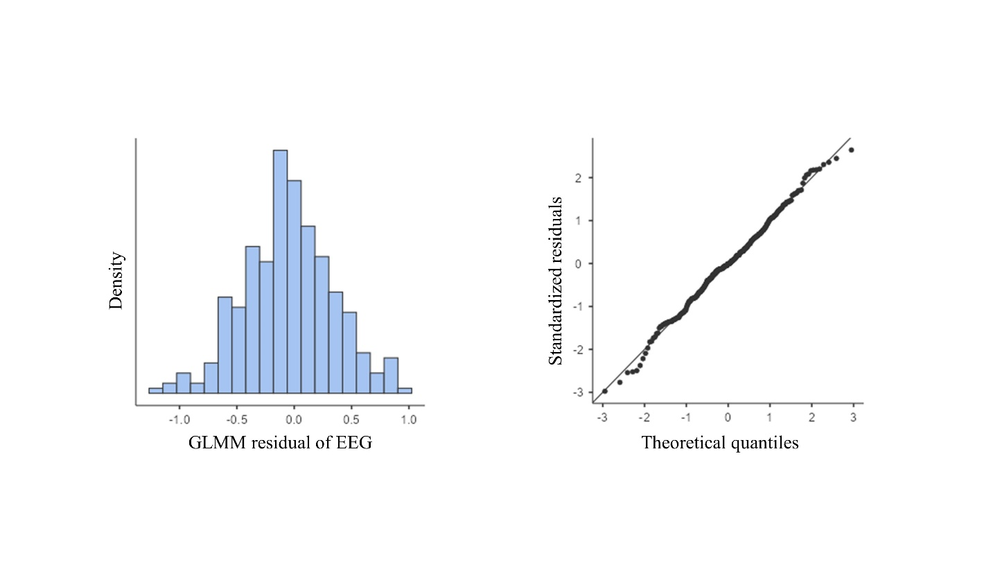 Density
-1.0 -0.5 0.0 0.5 1.0
GLMM residual of EEG
Standardized residuals
2
1
0
-1
-2
-3
-3 -2 -1 0 1 2 3
Theoretical quantiles